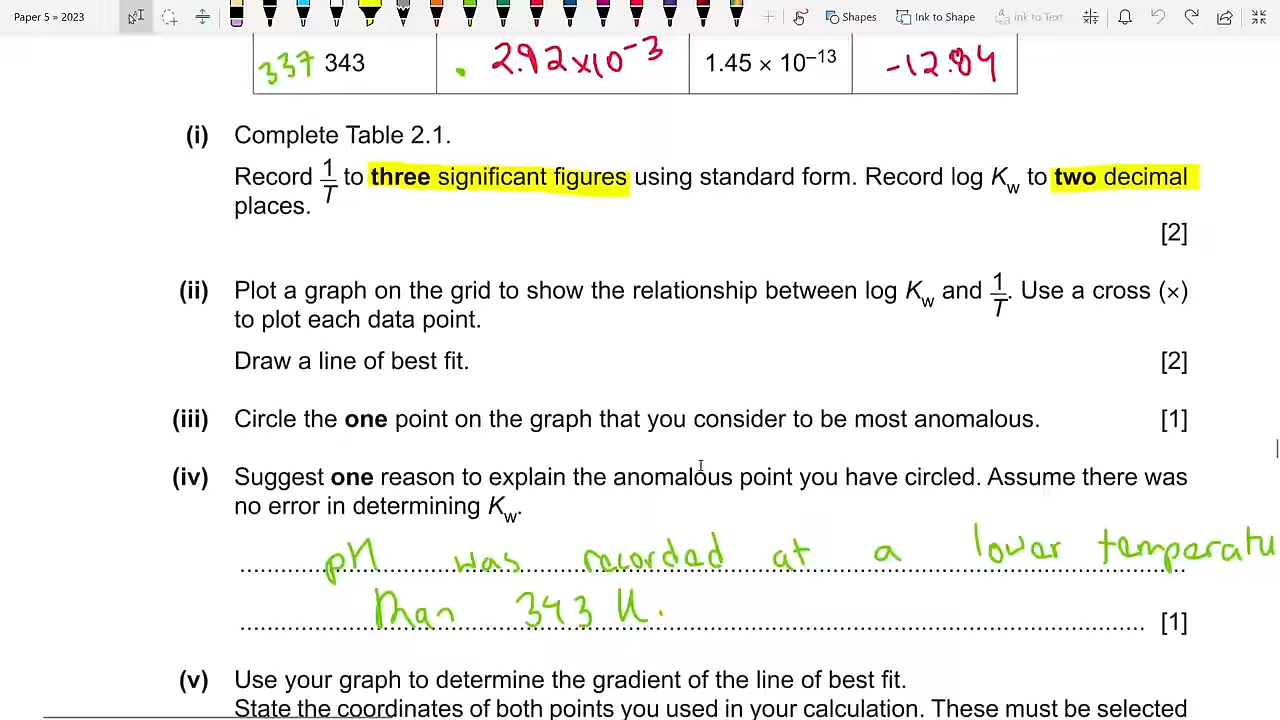 Paper 5 » 2023
Shapes Ink to Shape Ink to Text
337 343 2.92×10⁻³ 1.45 × 10⁻¹³ -12.84
(i) Complete Table 2.1.
Record 1/T to three significant figures using standard form. Record log Kw to two decimal
places.
[2]
(ii) Plot a graph on the grid to show the relationship between log Kw and 1/T. Use a cross (×)
to plot each data point.
Draw a line of best fit. [2]
(iii) Circle the one point on the graph that you consider to be most anomalous. [1]
(iv) Suggest one reason to explain the anomalous point you have circled. Assume there was
no error in determining Kw.
pH was recorded at a lower temperatu
than 343 K. [1]
(v) Use your graph to determine the gradient of the line of best fit.
State the coordinates of both points you used in your calculation. These must be selected